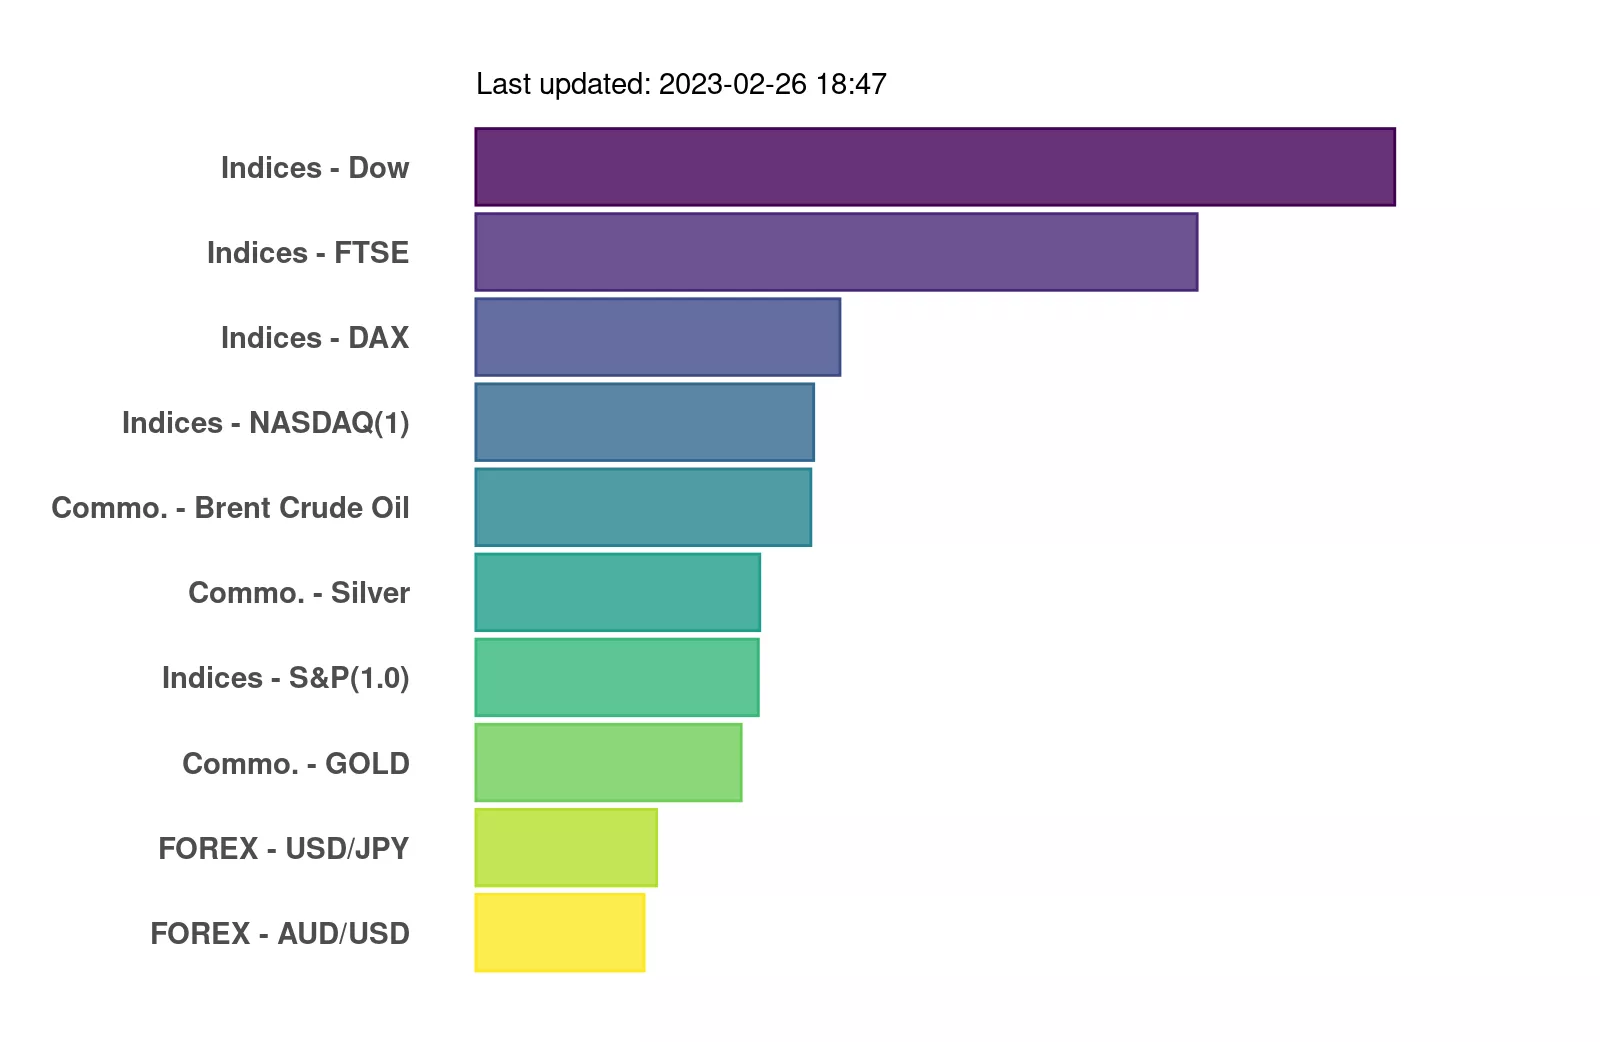 Last updated: 2023-02-26 18:47
Indices - Dow
Indices - FTSE
Indices - DAX
Indices - NASDAQ(1)
Commo. - Brent Crude Oil
Commo. - Silver
Indices - S&P(1.0)
Commo. - GOLD
FOREX - USD/JPY
FOREX - AUD/USD